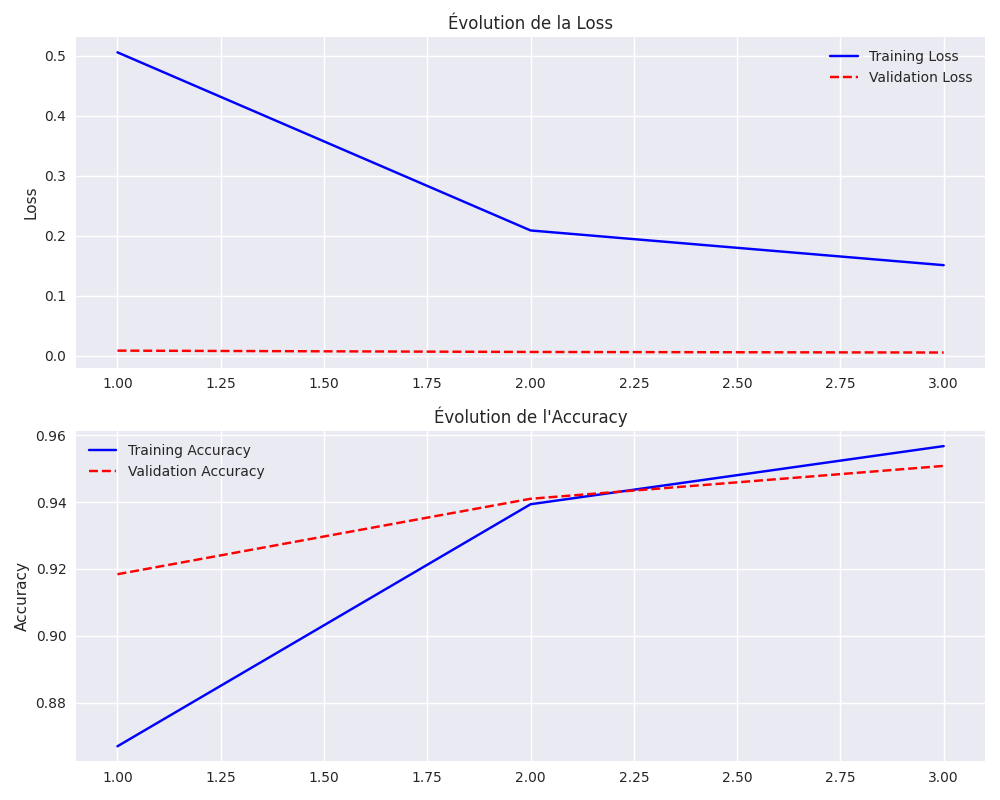 Évolution de la Loss
0.5
0.4
0.3
0.2
0.1
0.0
Loss
Training Loss
Validation Loss
1.00 1.25 1.50 1.75 2.00 2.25 2.50 2.75 3.00
Évolution de l'Accuracy
0.96
0.94
0.92
0.90
0.88
Accuracy
Training Accuracy
Validation Accuracy
1.00 1.25 1.50 1.75 2.00 2.25 2.50 2.75 3.00